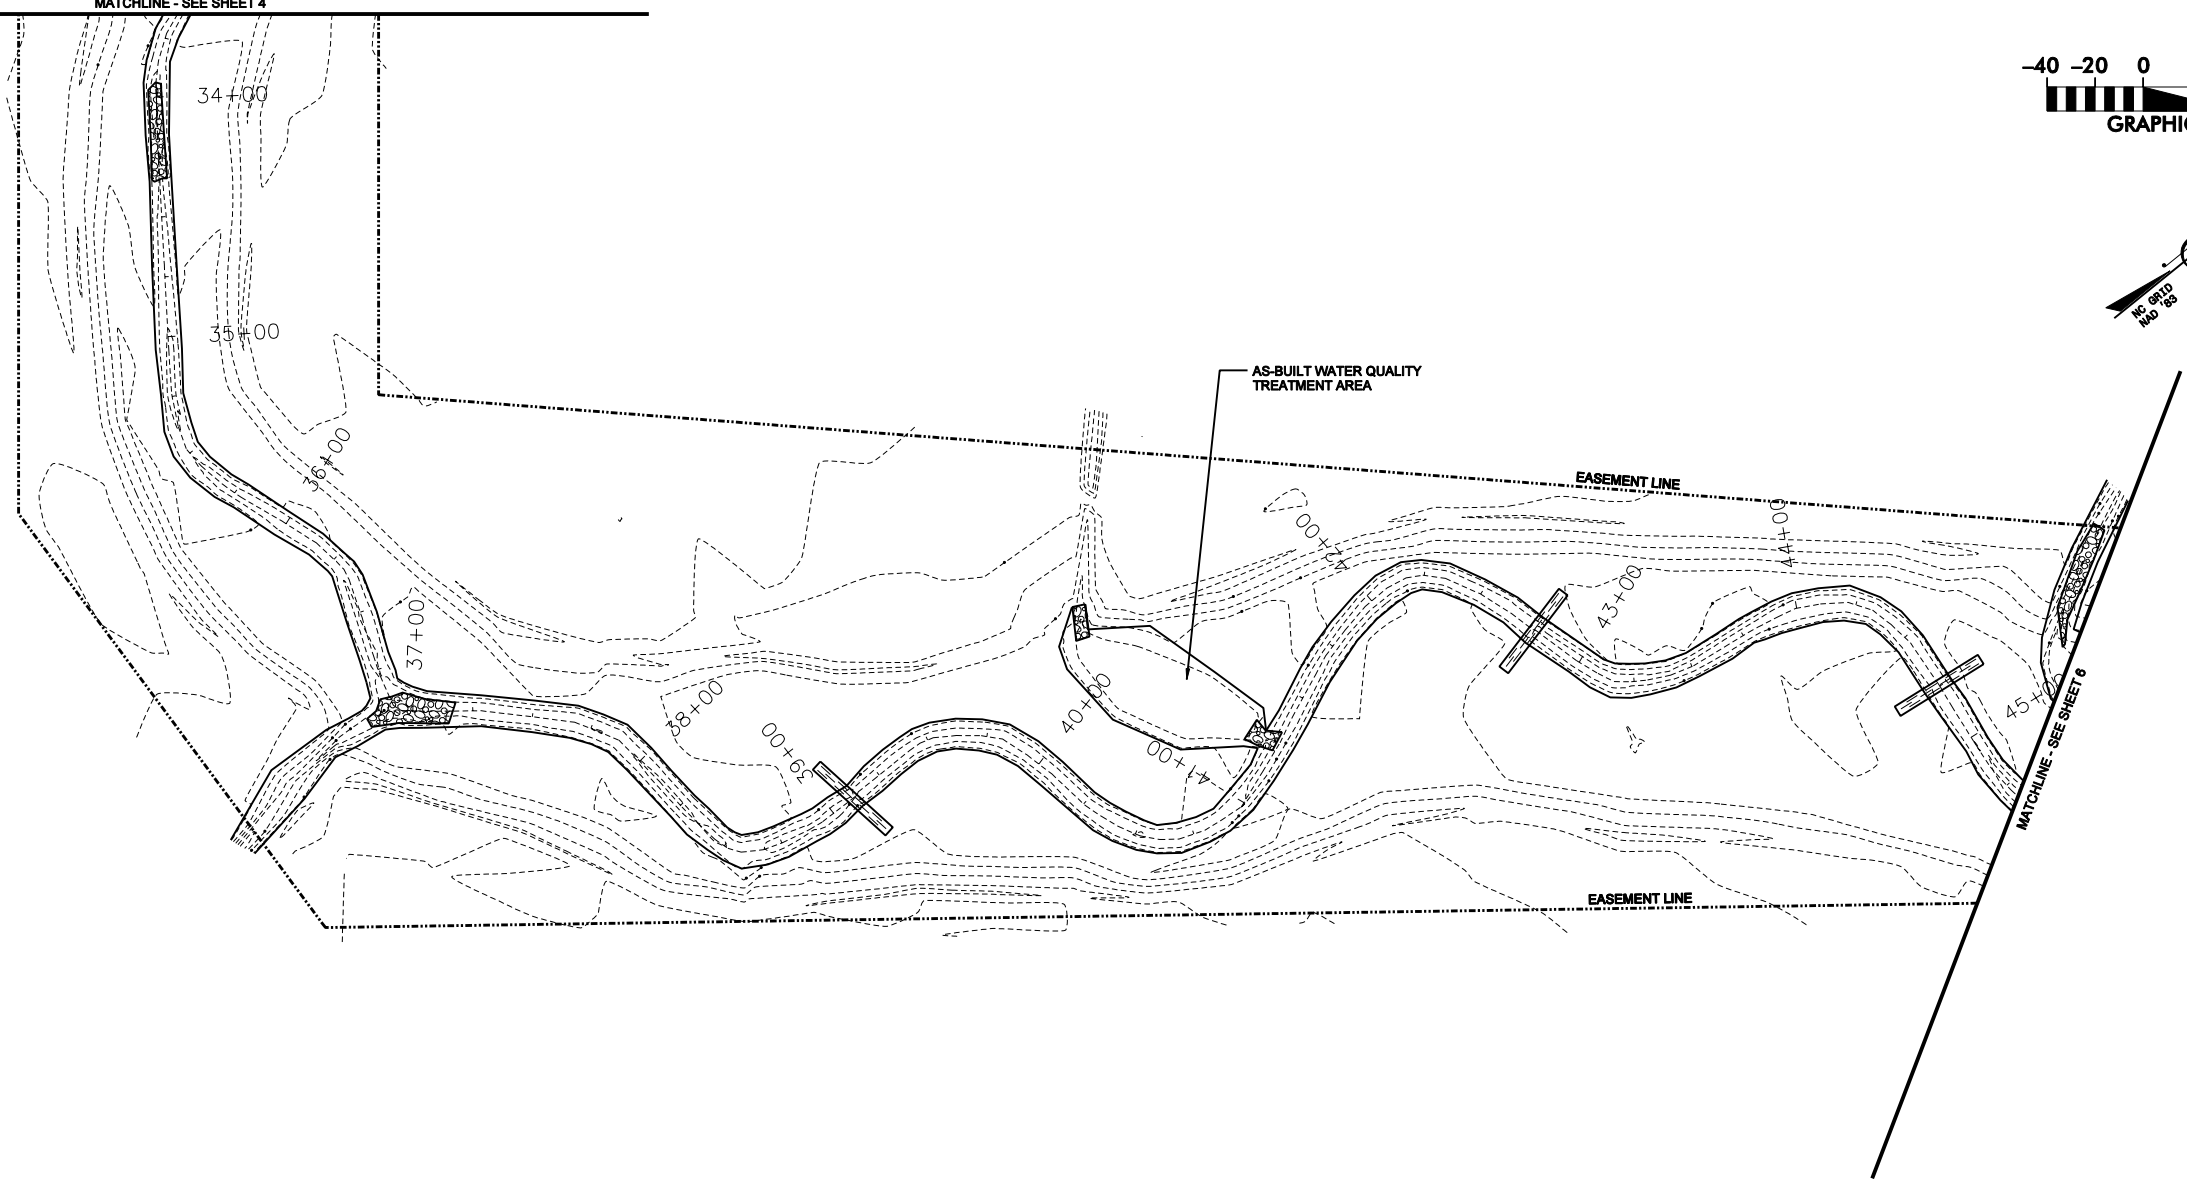 MATCHLINE - SEE SHEET 4
-40 -20 0
GRAPHIC
34+00
NC GRID
NAD '83
35+00
AS-BUILT WATER QUALITY
TREATMENT AREA
36+00
EASEMENT LINE
42+00
44+00
43+00
37+00
38+00
39+00
40+00
41+00
45+00
MATCHLINE - SEE SHEET 6
EASEMENT LINE